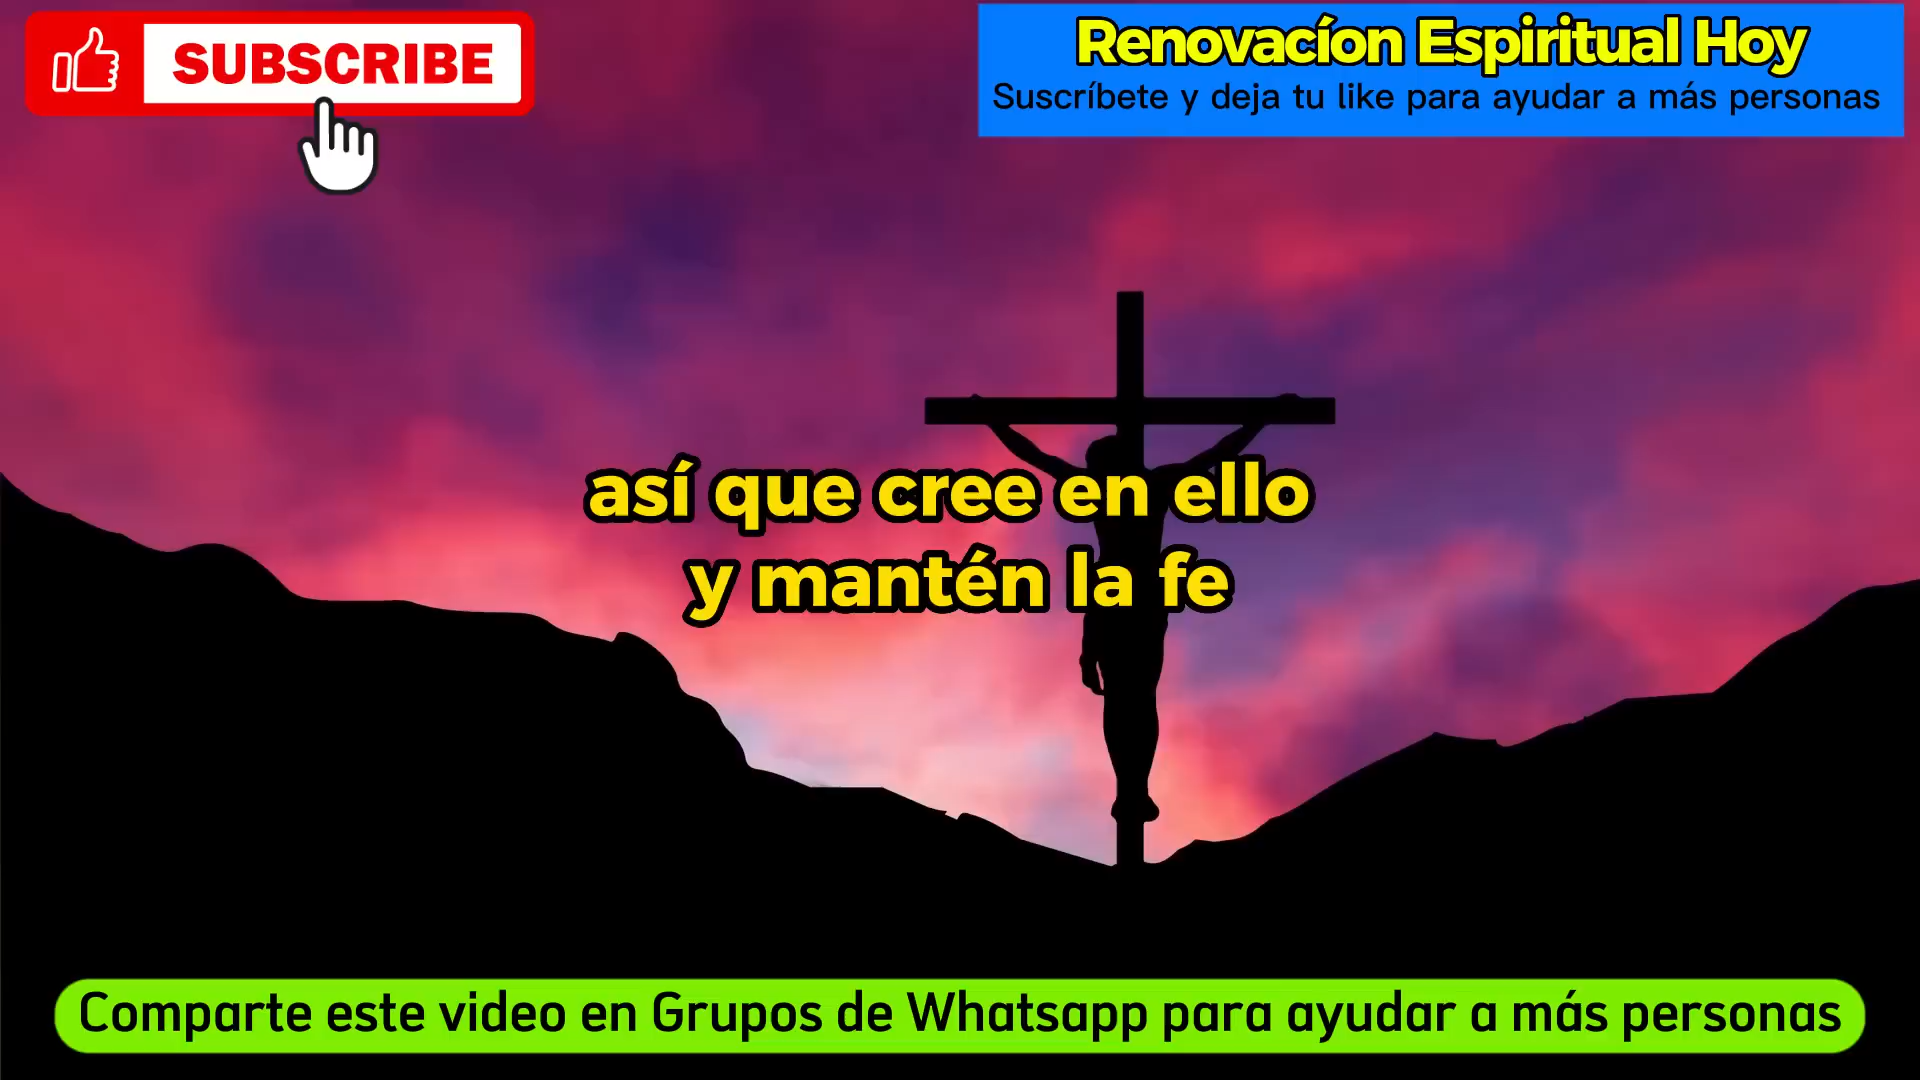 SUBSCRIBE
Renovacíon Espiritual Hoy
Suscríbete y deja tu like para ayudar a más personas
así que cree en ello
y mantén la fe
Comparte este video en Grupos de Whatsapp para ayudar a más personas